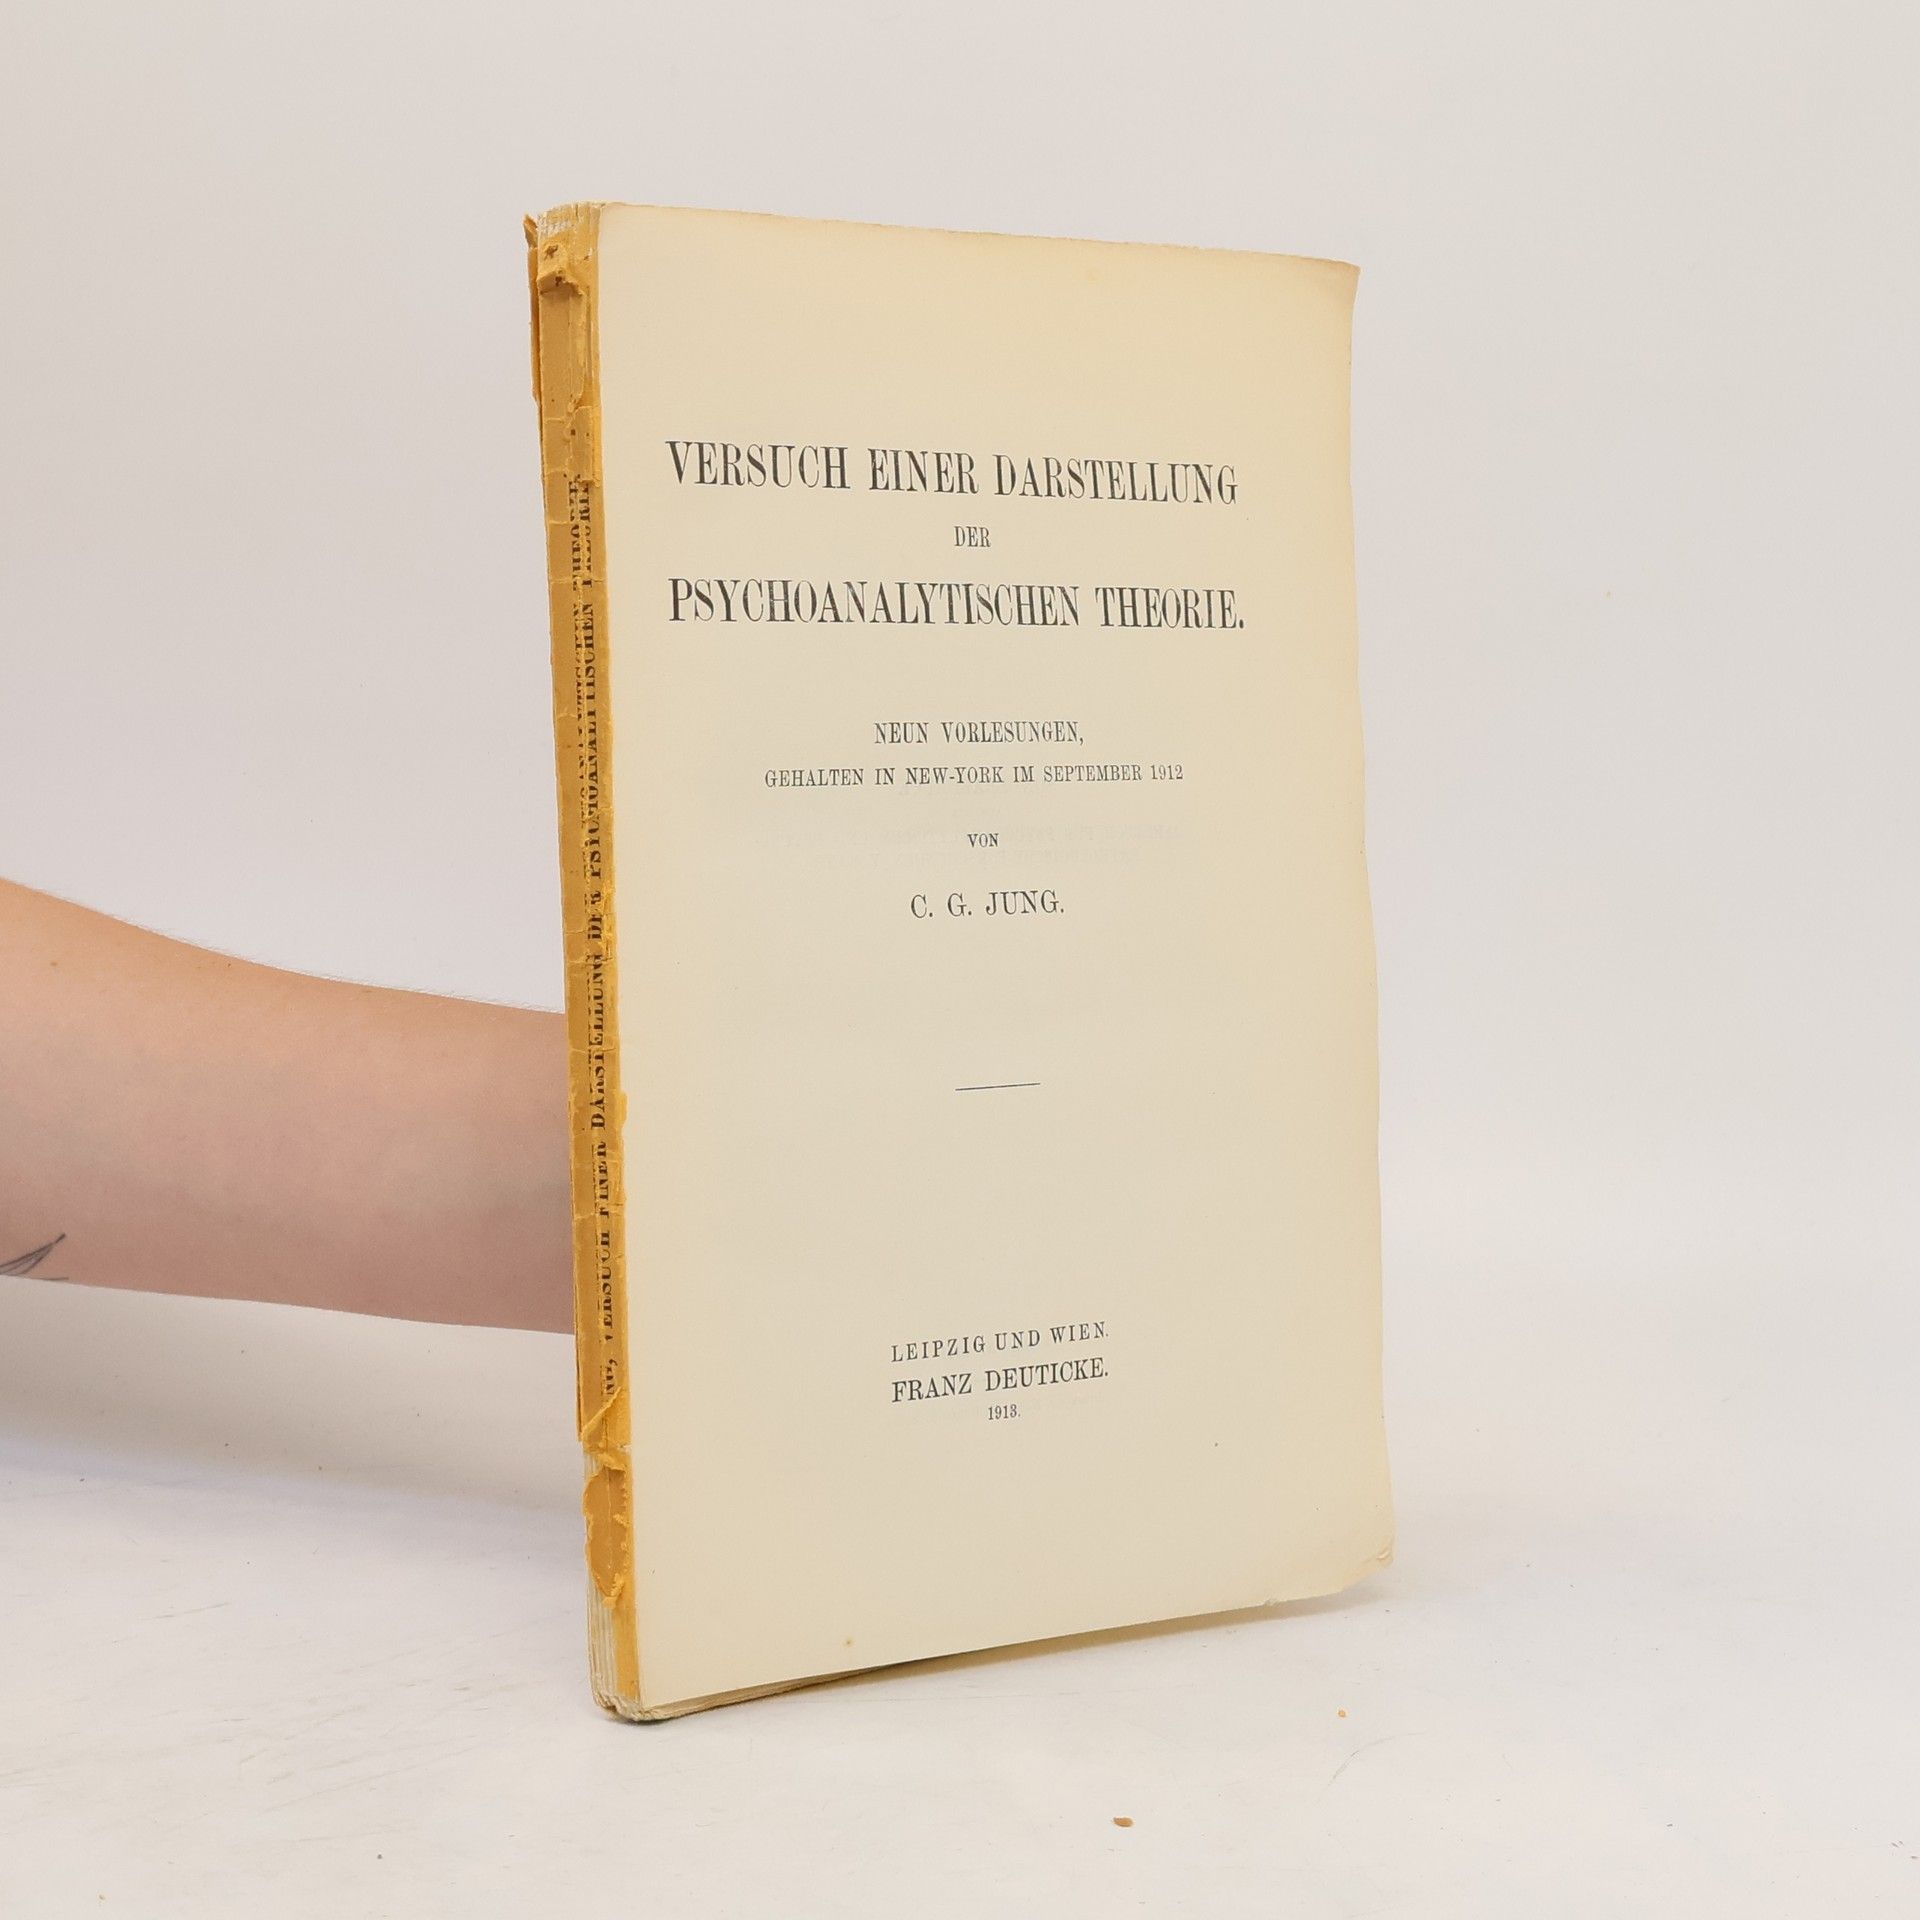 VERSUCH EINER DARSTELLUNG
DER
PSYCHOANALYTISCHEN THEORIE.
NEUN VORLESUNGEN,
GEHALTEN IN NEW-YORK IM SEPTEMBER 1912
VON
C. G. JUNG.
LEIPZIG UND WIEN.
FRANZ DEUTICKE.
1913.
NG, VERSUCH EINER DARSTELLUNG DER PSYCHOANALYTISCHEN THEORIE.